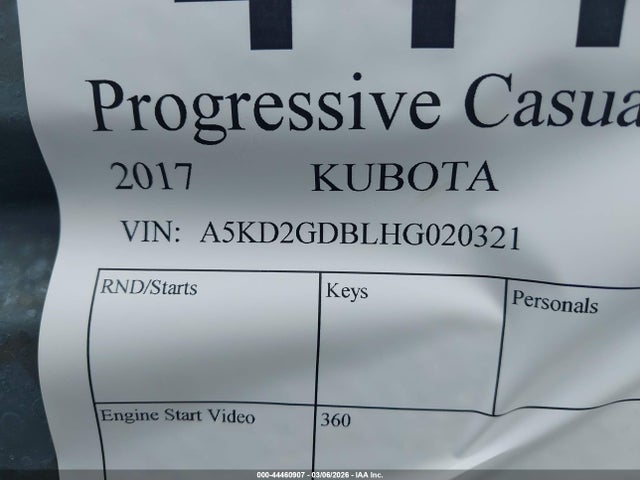 Progressive Casua
2017 KUBOTA
VIN: A5KD2GDBLHG020321
RND/Starts Keys Personals
Engine Start Video 360
000-44460907 - 03/06/2026 - IAA Inc.